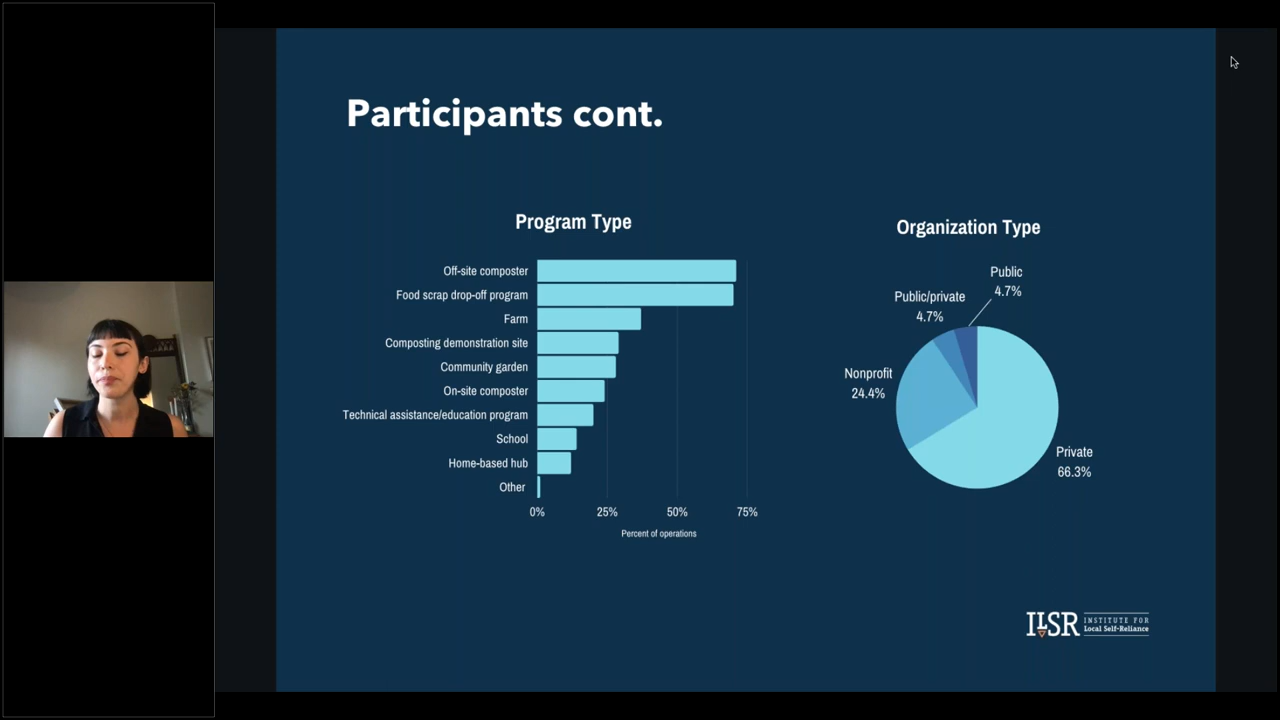 Participants cont.
Program Type
Off-site composter
Food scrap drop-off program
Farm
Composting demonstration site
Community garden
On-site composter
Technical assistance/education program
School
Home-based hub
Other
0% 25% 50% 75%
Percent of operations
Organization Type
Public
4.7%
Public/private
4.7%
Nonprofit
24.4%
Private
66.3%
ILSR
INSTITUTE FOR
Local Self-Reliance